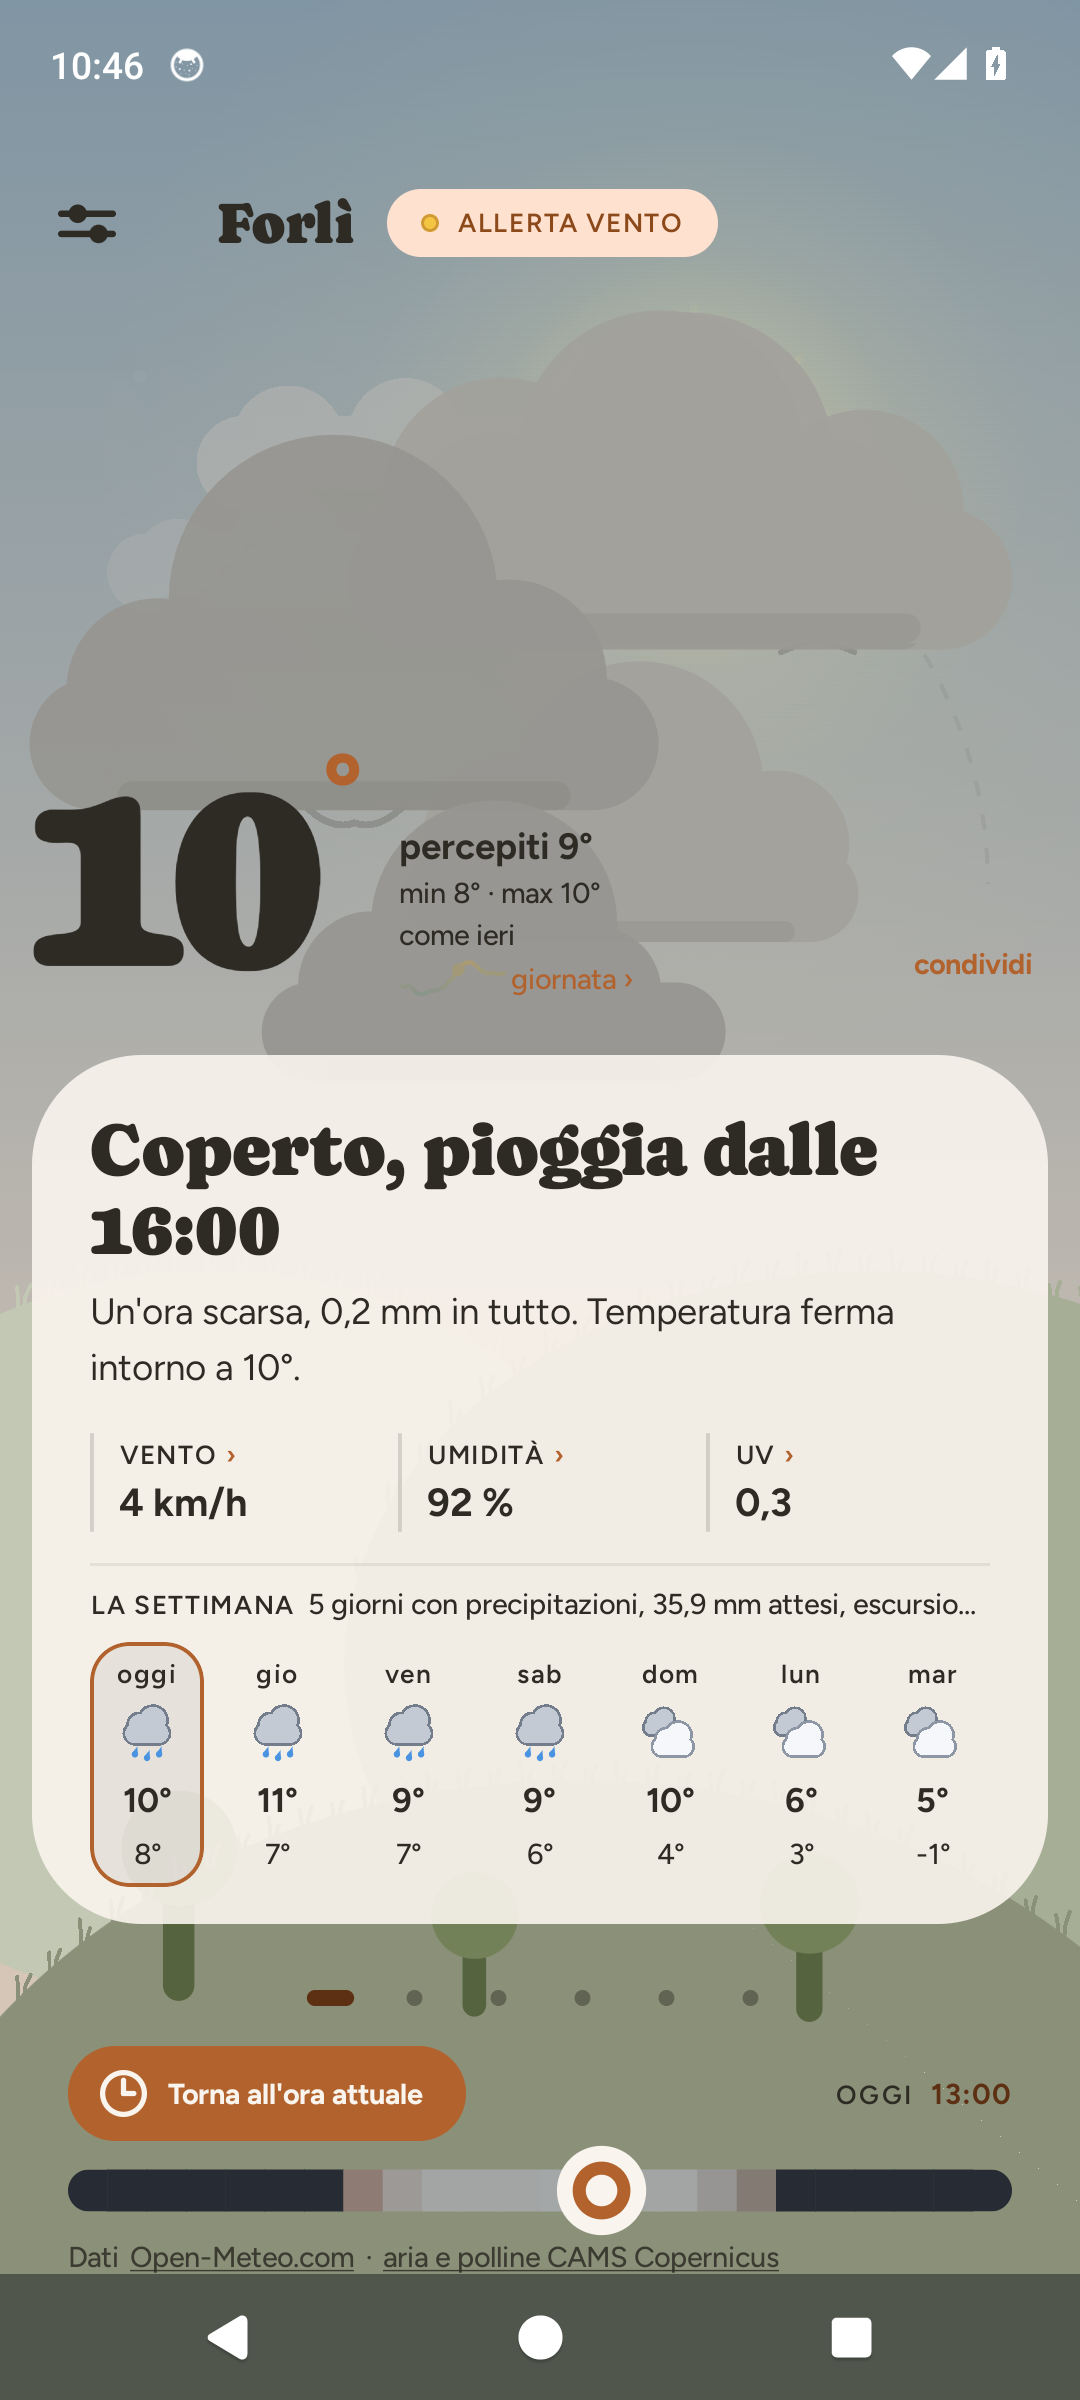 10:46
Forlì
ALLERTA VENTO
10
percepiti 9°
min 8° · max 10°
come ieri
giornata ›
condividi
Coperto, pioggia dalle
16:00
Un'ora scarsa, 0,2 mm in tutto. Temperatura ferma
intorno a 10°.
VENTO › UMIDITÀ › UV ›
4 km/h 92 % 0,3
LA SETTIMANA 5 giorni con precipitazioni, 35,9 mm attesi, escursio...
oggi gio ven sab dom lun mar
10° 11° 9° 9° 10° 6° 5°
8° 7° 7° 6° 4° 3° -1°
Torna all'ora attuale OGGI 13:00
Dati Open-Meteo.com · aria e polline CAMS Copernicus